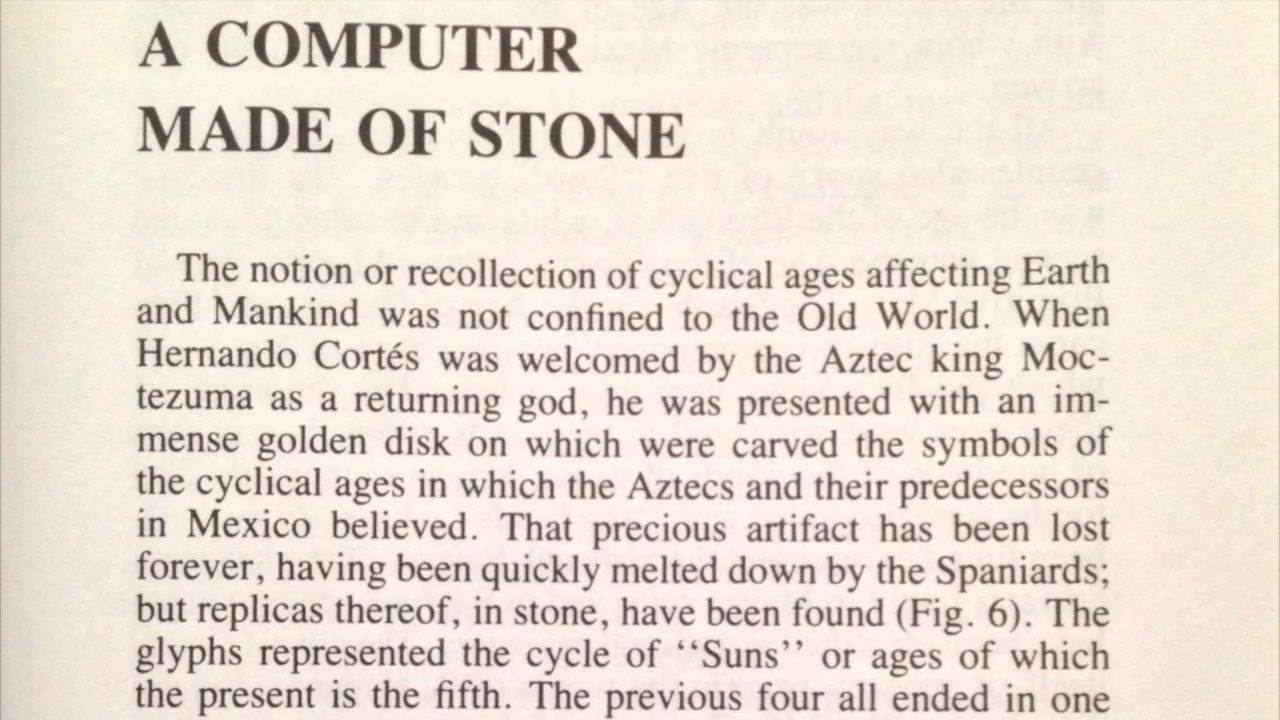 A COMPUTER
MADE OF STONE
The notion or recollection of cyclical ages affecting Earth
and Mankind was not confined to the Old World. When
Hernando Cortés was welcomed by the Aztec king Moc-
tezuma as a returning god, he was presented with an im-
mense golden disk on which were carved the symbols of
the cyclical ages in which the Aztecs and their predecessors
in Mexico believed. That precious artifact has been lost
forever, having been quickly melted down by the Spaniards;
but replicas thereof, in stone, have been found (Fig. 6). The
glyphs represented the cycle of ‘‘Suns’’ or ages of which
the present is the fifth. The previous four all ended in one